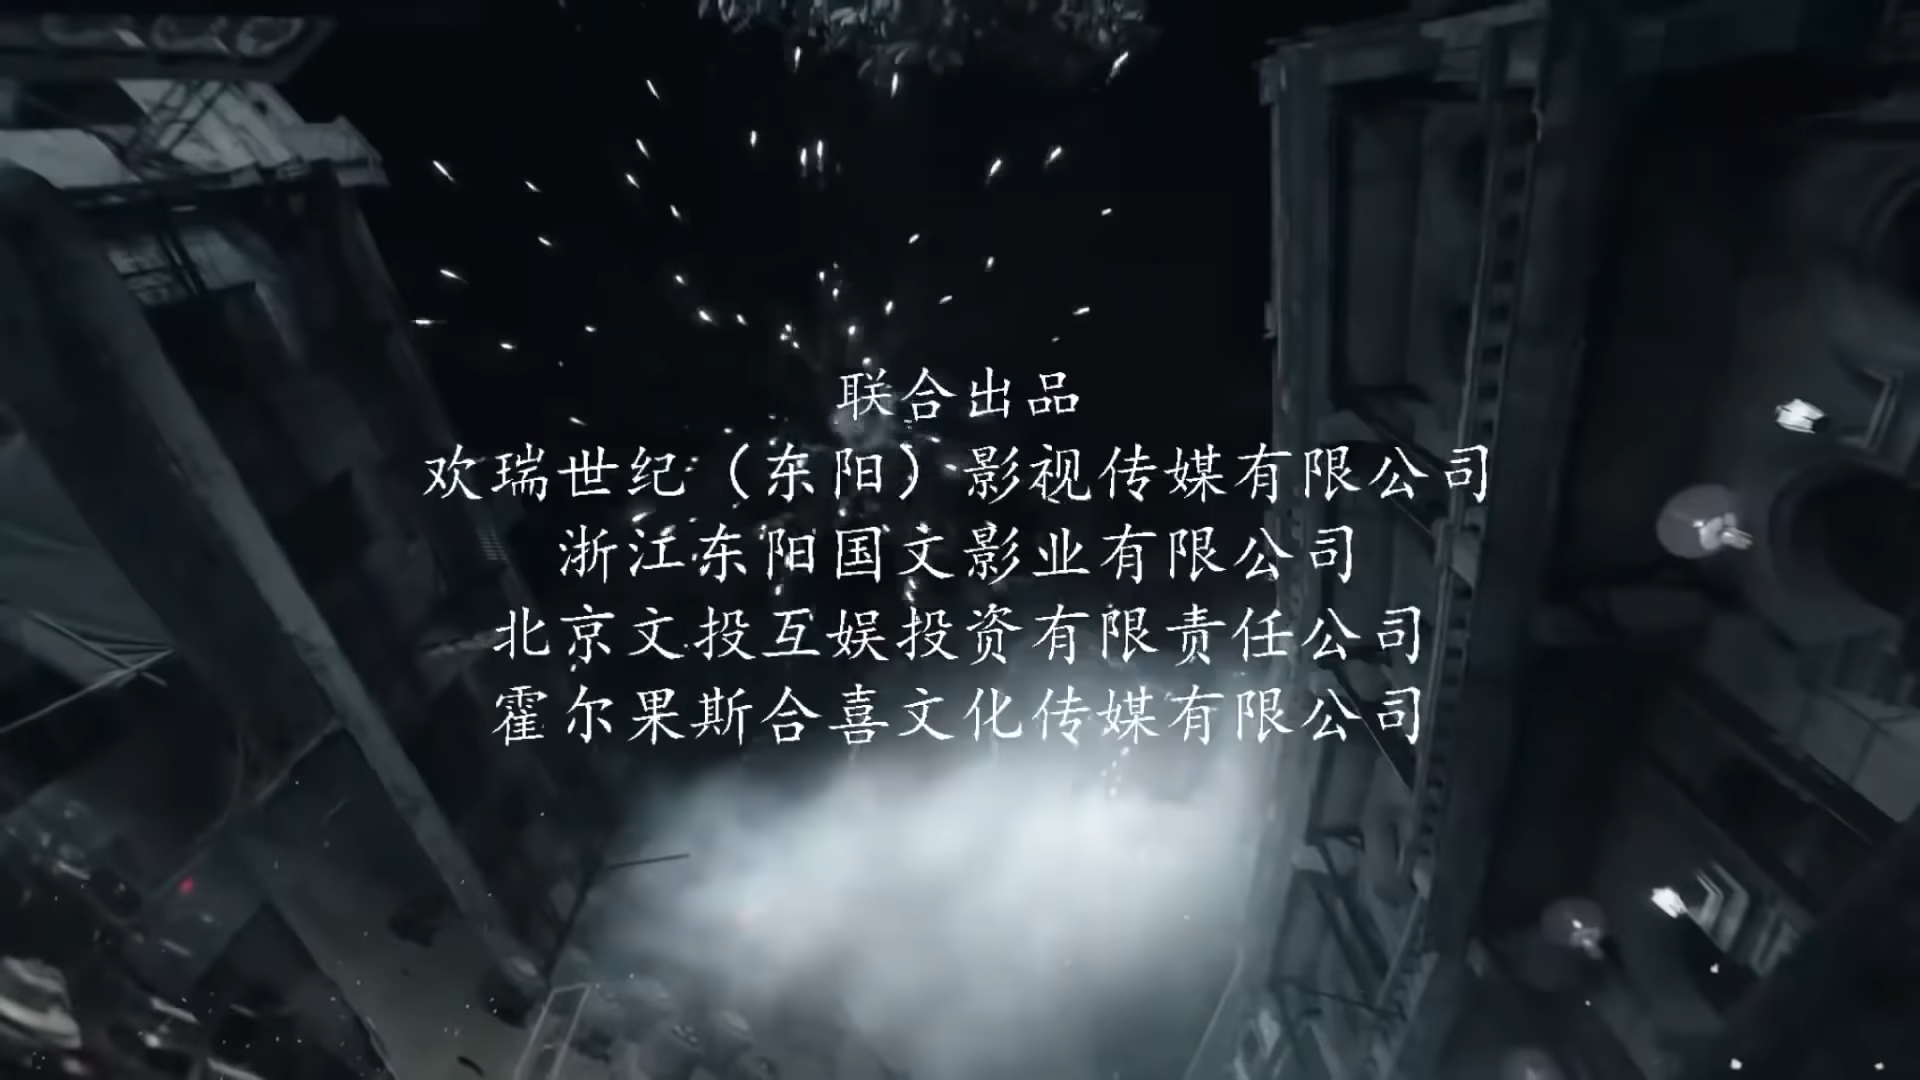 联合出品
欢瑞世纪（东阳）影视传媒有限公司
浙江东阳国文影业有限公司
北京文投互娱投资有限责任公司
霍尔果斯合喜文化传媒有限公司